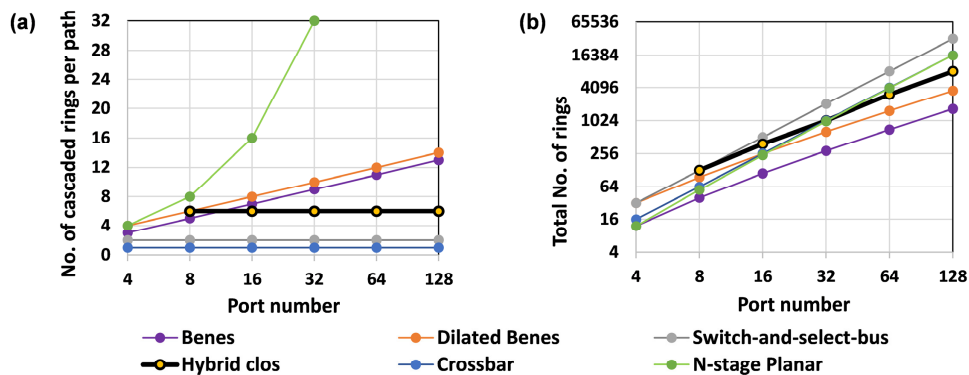 (a)
No. of cascaded rings per path
32
28
24
20
16
12
8
4
0
4 8 16 32 64 128
Port number
(b)
Total No. of rings
65536
16384
4096
1024
256
64
16
4
4 8 16 32 64 128
Port number
Benes Dilated Benes Switch-and-select-bus
Hybrid clos Crossbar N-stage Planar